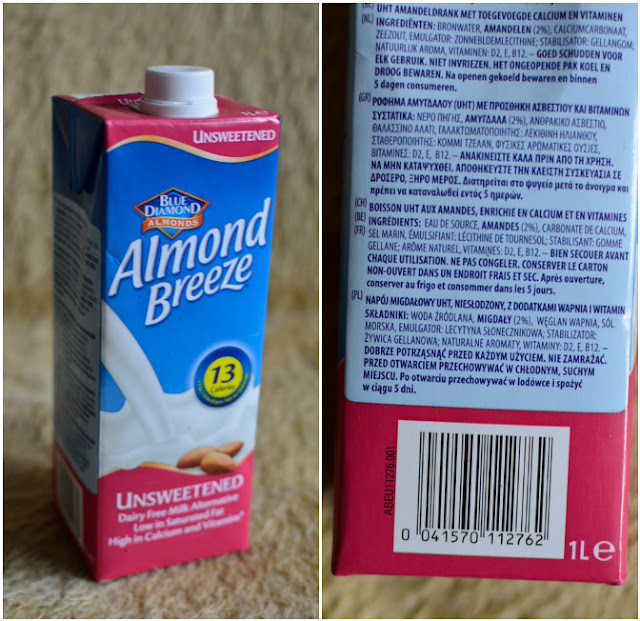 1L e
UNSWEETENED
BLUE
DIAMOND
ALMONDS
Almond
Breeze
13
Calories
UNSWEETENED
Dairy Free Milk Alternative
Low in Saturated Fat
High in Calcium and Vitamins*
UHT AMANDELDRANK MET TOEGEVOEGDE CALCIUM EN VITAMINEN
(NL) INGREDIËNTEN: BRONWATER, AMANDELEN (2%), CALCIUMCARBONAAT,
ZEEZOUT, EMULGATOR: ZONNEBLOEMLECITHINE; STABILISATOR: GELLANGOM;
NATUURLIJK AROMA, VITAMINEN: D2, E, B12. – GOED SCHUDDEN VOOR
ELK GEBRUIK. NIET INVRIEZEN. HET ONGEOPENDE PAK KOEL EN
DROOG BEWAREN. Na openen gekoeld bewaren en binnen
5 dagen consumeren.
(GR) ΡΟΦΗΜΑ ΑΜΥΓΔΑΛΟΥ (UHT) ΜΕ ΠΡΟΣΘΗΚΗ ΑΣΒΕΣΤΙΟΥ ΚΑΙ ΒΙΤΑΜΙΝΩΝ
ΣΥΣΤΑΤΙΚΑ: ΝΕΡΟ ΠΗΓΗΣ, ΑΜΥΓΔΑΛΑ (2%), ΑΝΘΡΑΚΙΚΟ ΑΣΒΕΣΤΙΟ,
ΘΑΛΑΣΣΙΝΟ ΑΛΑΤΙ, ΓΑΛΑΚΤΩΜΑΤΟΠΟΙΗΤΗΣ: ΛΕΚΙΘΙΝΗ ΗΛΙΑΝΘΟΥ,
ΣΤΑΘΕΡΟΠΟΙΗΤΗΣ: ΚΟΜΜΙ ΤΖΕΛΑΝ, ΦΥΣΙΚΕΣ ΑΡΩΜΑΤΙΚΕΣ ΟΥΣΙΕΣ,
ΒΙΤΑΜΙΝΕΣ: D2, E, B12. – ΑΝΑΚΙΝΕΙΣΤΕ ΚΑΛΑ ΠΡΙΝ ΑΠΟ ΤΗ ΧΡΗΣΗ.
ΝΑ ΜΗΝ ΚΑΤΑΨΥΧΘΕΙ. ΑΠΟΘΗΚΕΥΣΤΕ ΤΗΝ ΚΛΕΙΣΤΗ ΣΥΣΚΕΥΑΣΙΑ ΣΕ
ΔΡΟΣΕΡΟ, ΞΗΡΟ ΜΕΡΟΣ. Διατηρείται στο ψυγείο μετά το άνοιγμα και
πρέπει να καταναλωθεί εντός 5 ημερών.
(CH) BOISSON UHT AUX AMANDES, ENRICHIE EN CALCIUM ET EN VITAMINES
(BE) INGRÉDIENTS: EAU DE SOURCE, AMANDES (2%), CARBONATE DE CALCIUM,
(FR) SEL MARIN, ÉMULSIFIANT: LÉCITHINE DE TOURNESOL; STABILISANT: GOMME
GELLANE; ARÔME NATUREL, VITAMINES: D2, E, B12. – BIEN SECOUER AVANT
CHAQUE UTILISATION. NE PAS CONGELER. CONSERVER LE CARTON
NON-OUVERT DANS UN ENDROIT FRAIS ET SEC. Après ouverture,
conserver au frigo et consommer dans les 5 jours.
(PL) NAPÓJ MIGDAŁOWY UHT, NIESŁODZONY, Z DODATKAMI WAPNIA I WITAMIN
SKŁADNIKI: WODA ŹRÓDLANA, MIGDAŁY (2%), WĘGLAN WAPNIA, SÓL
MORSKA, EMULGATOR: LECYTYNA SŁONECZNIKOWA; STABILIZATOR:
ŻYWICA GELLANOWA; NATURALNE AROMATY, WITAMINY: D2, E, B12. –
DOBRZE POTRZĄSNĄĆ PRZED KAŻDYM UŻYCIEM. NIE ZAMRAŻAĆ.
PRZED OTWARCIEM PRZECHOWYWAĆ W CHŁODNYM, SUCHYM
MIEJSCU. Po otwarciu przechowywać w lodówce i spożyć
w ciągu 5 dni.
ABEU11276.001
0 041570 112762
1L e